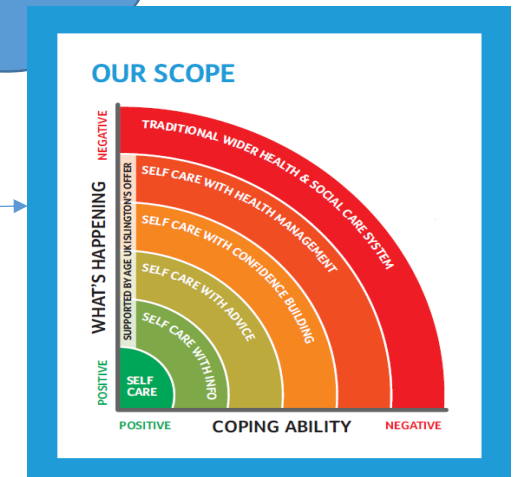 OUR SCOPE
NEGATIVE
WHAT'S HAPPENING
POSITIVE
SUPPORTED BY AGE UK ISLINGTON'S OFFER
TRADITIONAL WIDER HEALTH & SOCIAL CARE SYSTEM
SELF CARE WITH HEALTH MANAGEMENT
SELF CARE WITH CONFIDENCE BUILDING
SELF CARE WITH ADVICE
SELF CARE WITH INFO
SELF
CARE
POSITIVE
COPING ABILITY
NEGATIVE